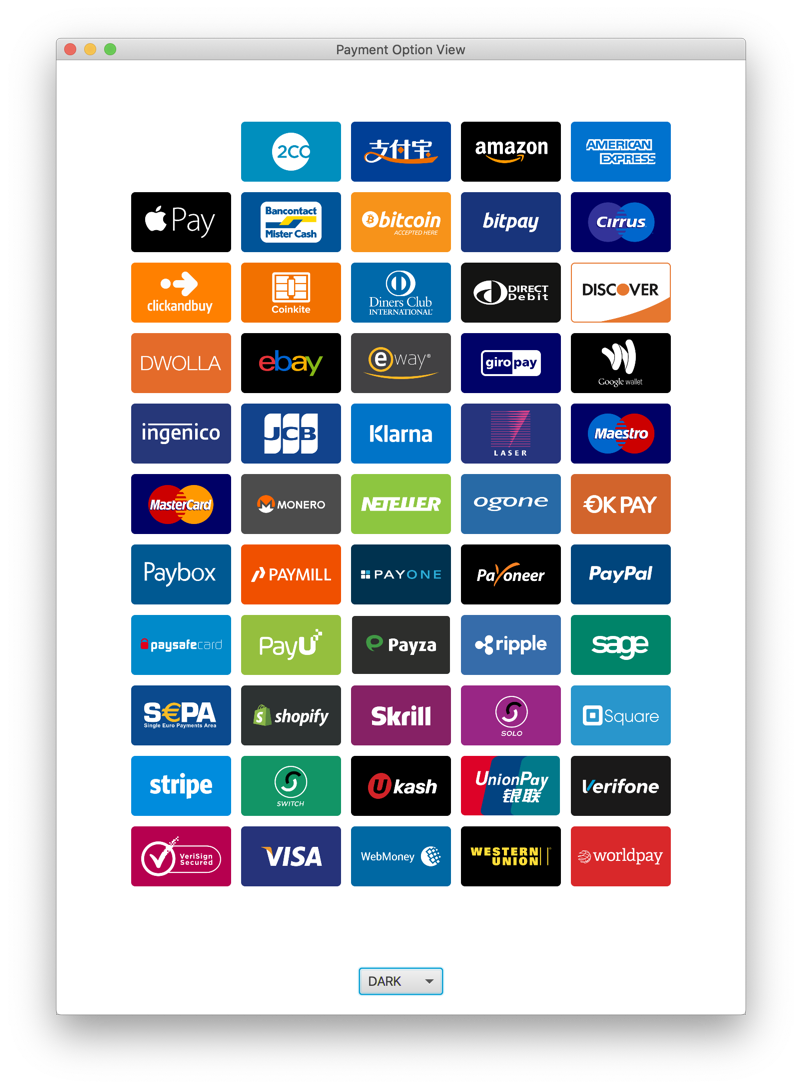 Payment Option View
2CO
支付宝
amazon
AMERICAN
EXPRESS
Pay
Bancontact
Mister Cash
bitcoin
ACCEPTED HERE
bitpay
Cirrus
clickandbuy
Coinkite
Diners Club
INTERNATIONAL
DIRECT
Debit
DISCOVER
DWOLLA
ebay
eway®
giropay
Google wallet
ingenico
JCB
Klarna
LASER
Maestro
MasterCard
MONERO
NETELLER
ogone
€OK PAY
Paybox
PAYMILL
PAYONE
Payoneer
PayPal
paysafecard
PayU
Payza
ripple
sage
S€PA
Single Euro Payments Area
shopify
Skrill
SOLO
Square
stripe
SWITCH
Ukash
UnionPay
银联
Verifone
VeriSign
Secured
VISA
WebMoney
WESTERN
UNION
worldpay
DARK